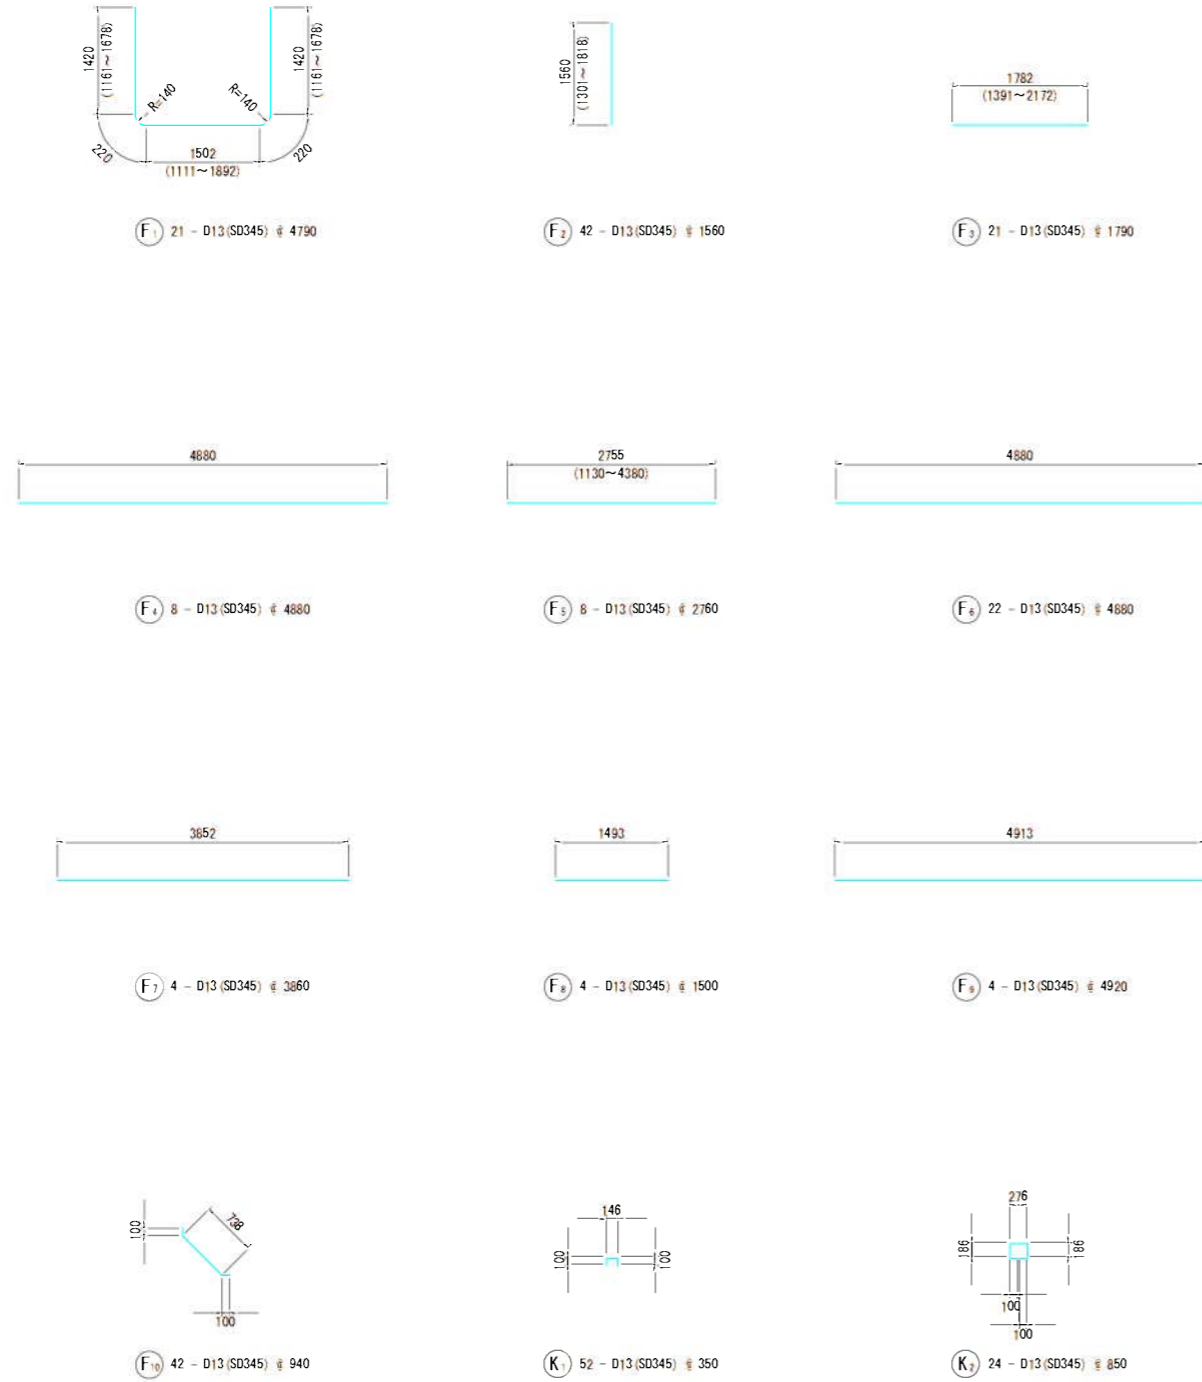 1420
(1161~1678)
R=140
R=140
1420
(1161~1678)
220
1502
(1111~1892)
220
F1 21 - D13(SD345) @ 4790
1560
(1301~1818)
F2 42 - D13(SD345) @ 1560
1782
(1391~2172)
F3 21 - D13(SD345) @ 1790
4880
F4 8 - D13(SD345) @ 4880
2755
(1130~4380)
F5 8 - D13(SD345) @ 2760
4880
F6 22 - D13(SD345) @ 4880
3852
F7 4 - D13(SD345) @ 3860
1493
F8 4 - D13(SD345) @ 1500
4913
F9 4 - D13(SD345) @ 4920
100
738
100
F10 42 - D13(SD345) @ 940
146
100
100
K1 52 - D13(SD345) @ 350
276
186
186
100
100
K2 24 - D13(SD345) @ 850